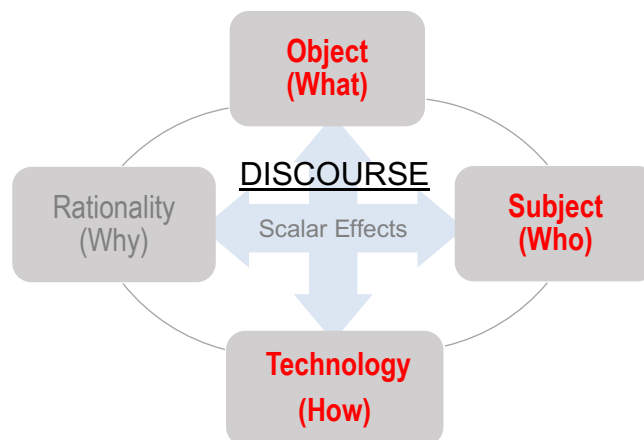 Object
(What)
DISCOURSE
Rationality
(Why)
Scalar Effects
Subject
(Who)
Technology
(How)